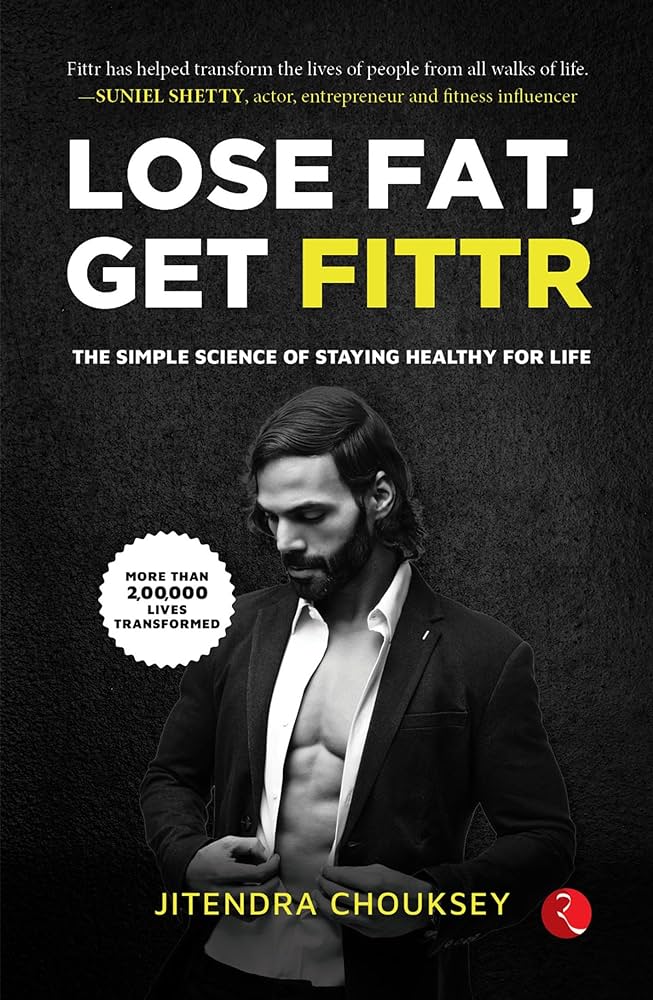 Fittr has helped transform the lives of people from all walks of life.
—SUNIEL SHETTY, actor, entrepreneur and fitness influencer
LOSE FAT,
GET FITTR
THE SIMPLE SCIENCE OF STAYING HEALTHY FOR LIFE
MORE THAN
2,00,000
LIVES
TRANSFORMED
JITENDRA CHOUKSEY